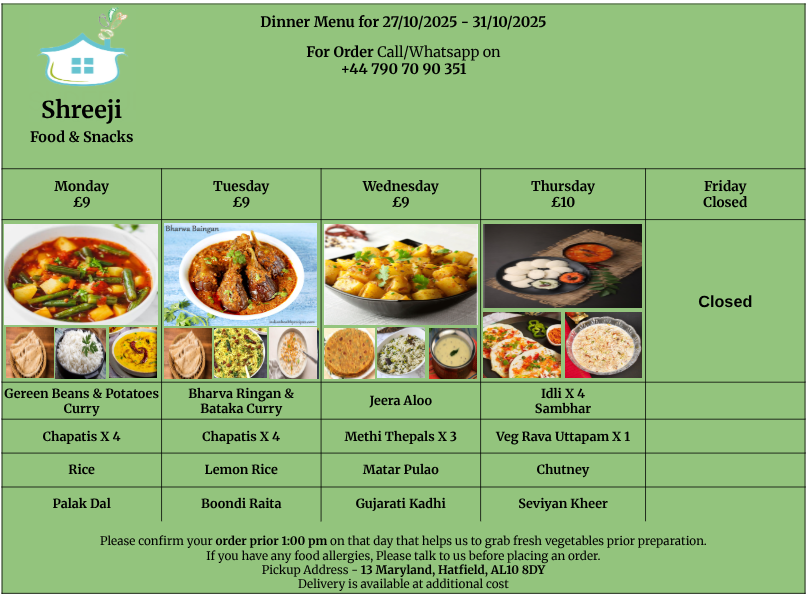 Dinner Menu for 27/10/2025 - 31/10/2025
For Order Call/Whatsapp on
+44 790 70 90 351
Shreeji
Food & Snacks
Monday
£9
Tuesday
£9
Wednesday
£9
Thursday
£10
Friday
Closed
Bharwa Baingan
Closed
Gereen Beans & Potatoes
Curry
Bharva Ringan &
Bataka Curry
Jeera Aloo
Idli X 4
Sambhar
Chapatis X 4
Chapatis X 4
Methi Thepals X 3
Veg Rava Uttapam X 1
Rice
Lemon Rice
Matar Pulao
Chutney
Palak Dal
Boondi Raita
Gujarati Kadhi
Seviyan Kheer
Please confirm your order prior 1:00 pm on that day that helps us to grab fresh vegetables prior preparation.
If you have any food allergies, Please talk to us before placing an order.
Pickup Address - 13 Maryland, Hatfield, AL10 8DY
Delivery is available at additional cost